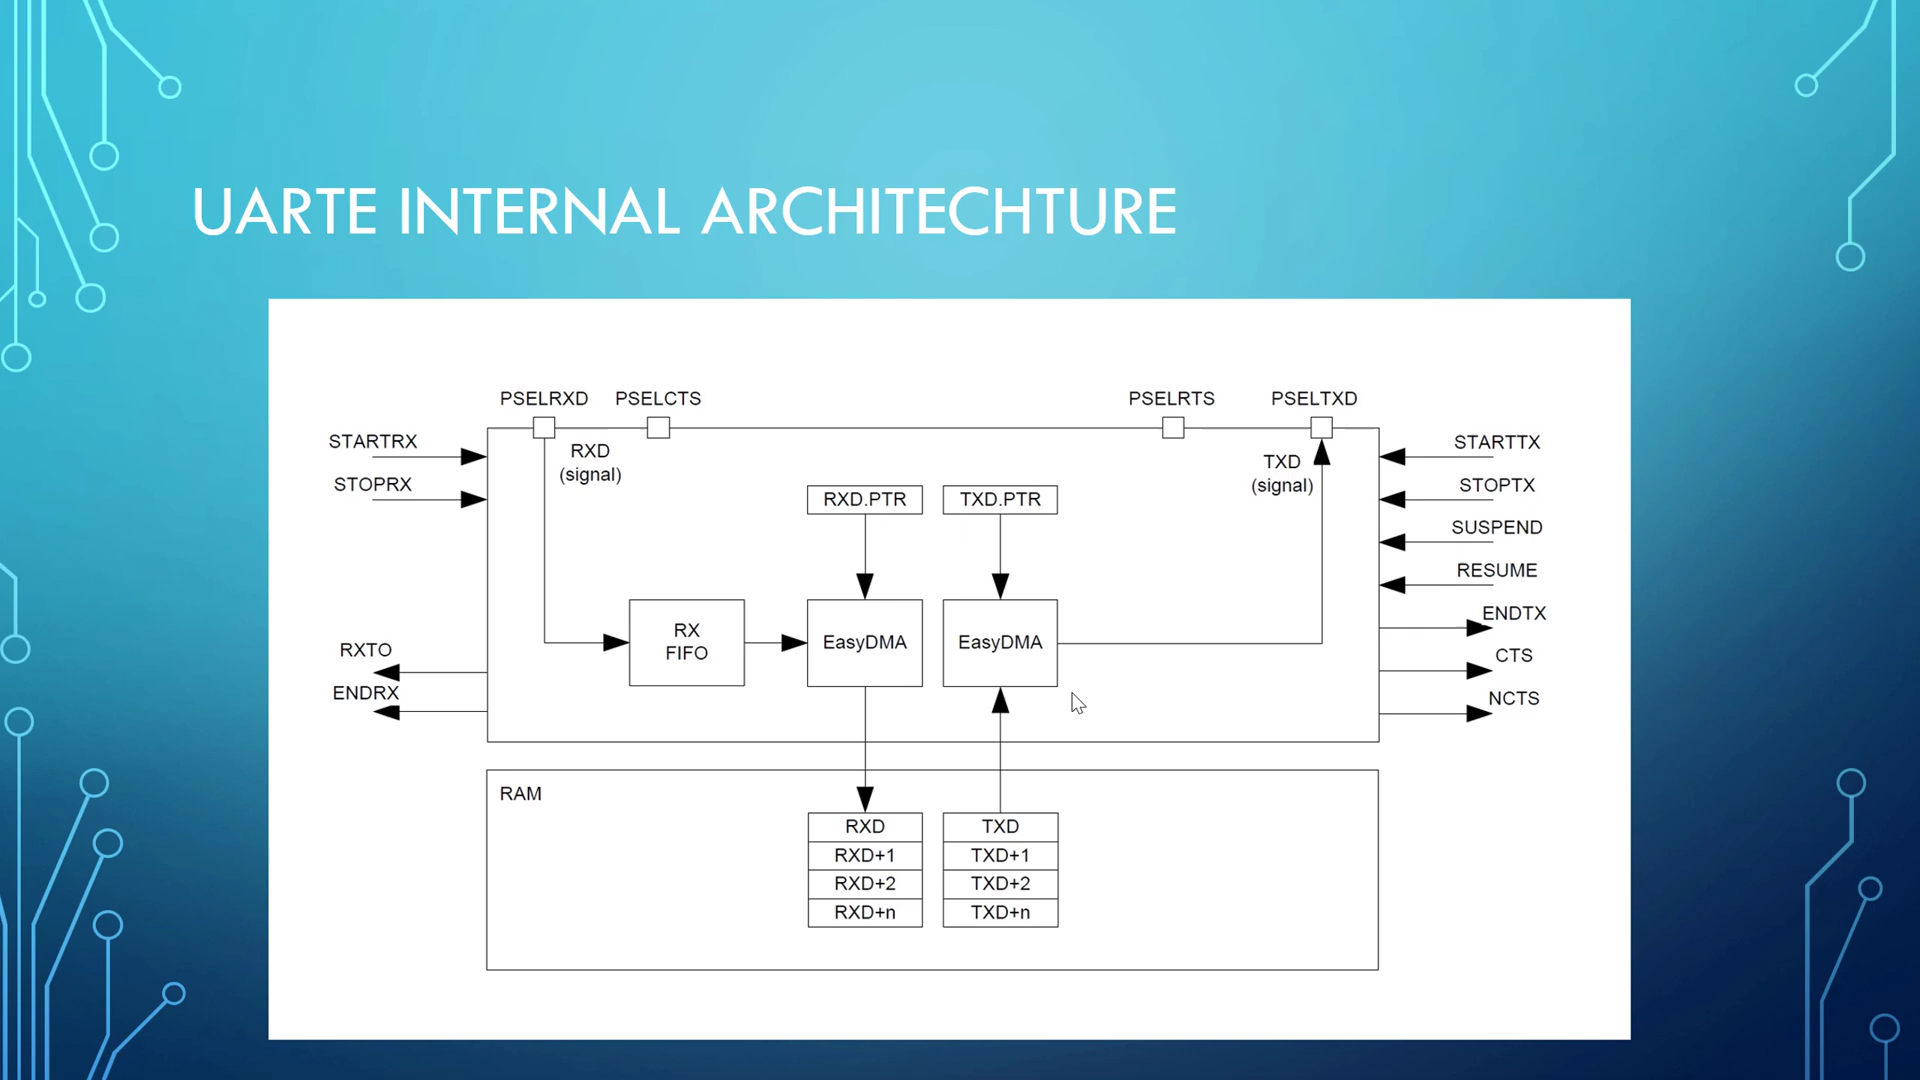 UARTE INTERNAL ARCHITECHTURE
PSELRXD
PSELCTS
PSELRTS
PSELTXD
STARTRX
STOPRX
RXTO
ENDRX
RXD
(signal)
RXD.PTR
TXD.PTR
TXD
(signal)
RX
FIFO
EasyDMA
EasyDMA
STARTTX
STOPTX
SUSPEND
RESUME
ENDTX
CTS
NCTS
RAM
RXD
RXD+1
RXD+2
RXD+n
TXD
TXD+1
TXD+2
TXD+n